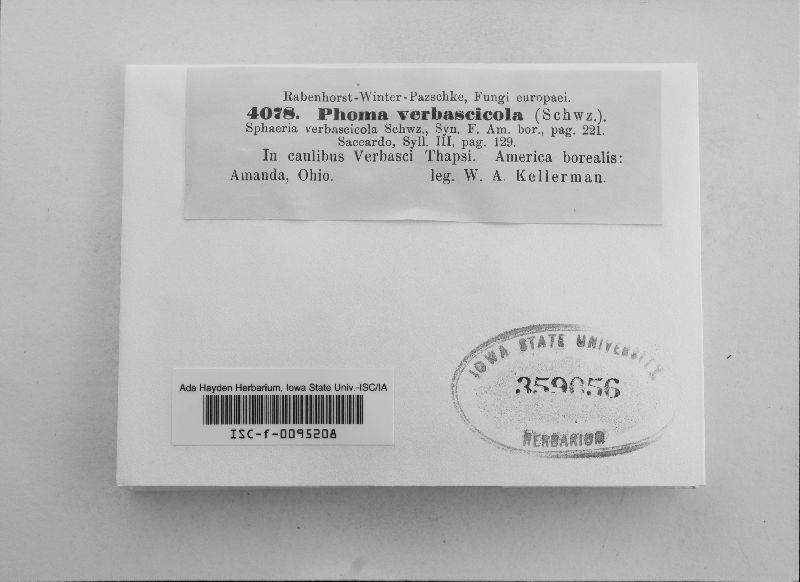 Rabenhorst-Winter-Pazschke, Fungi europaei.
4078. Phoma verbascicola (Schwz.).
Sphaeria verbascicola Schwz., Syn. F. Am. bor., pag. 221.
Saccardo, Syll. III, pag. 129.
In caulibus Verbasci Thapsi. America borealis:
Amanda, Ohio. leg. W. A. Kellerman.
IOWA STATE UNIVERSITY
359056
HERBARIUM
Ada Hayden Herbarium, Iowa State Univ.-ISC/IA
ISC-f-0095208